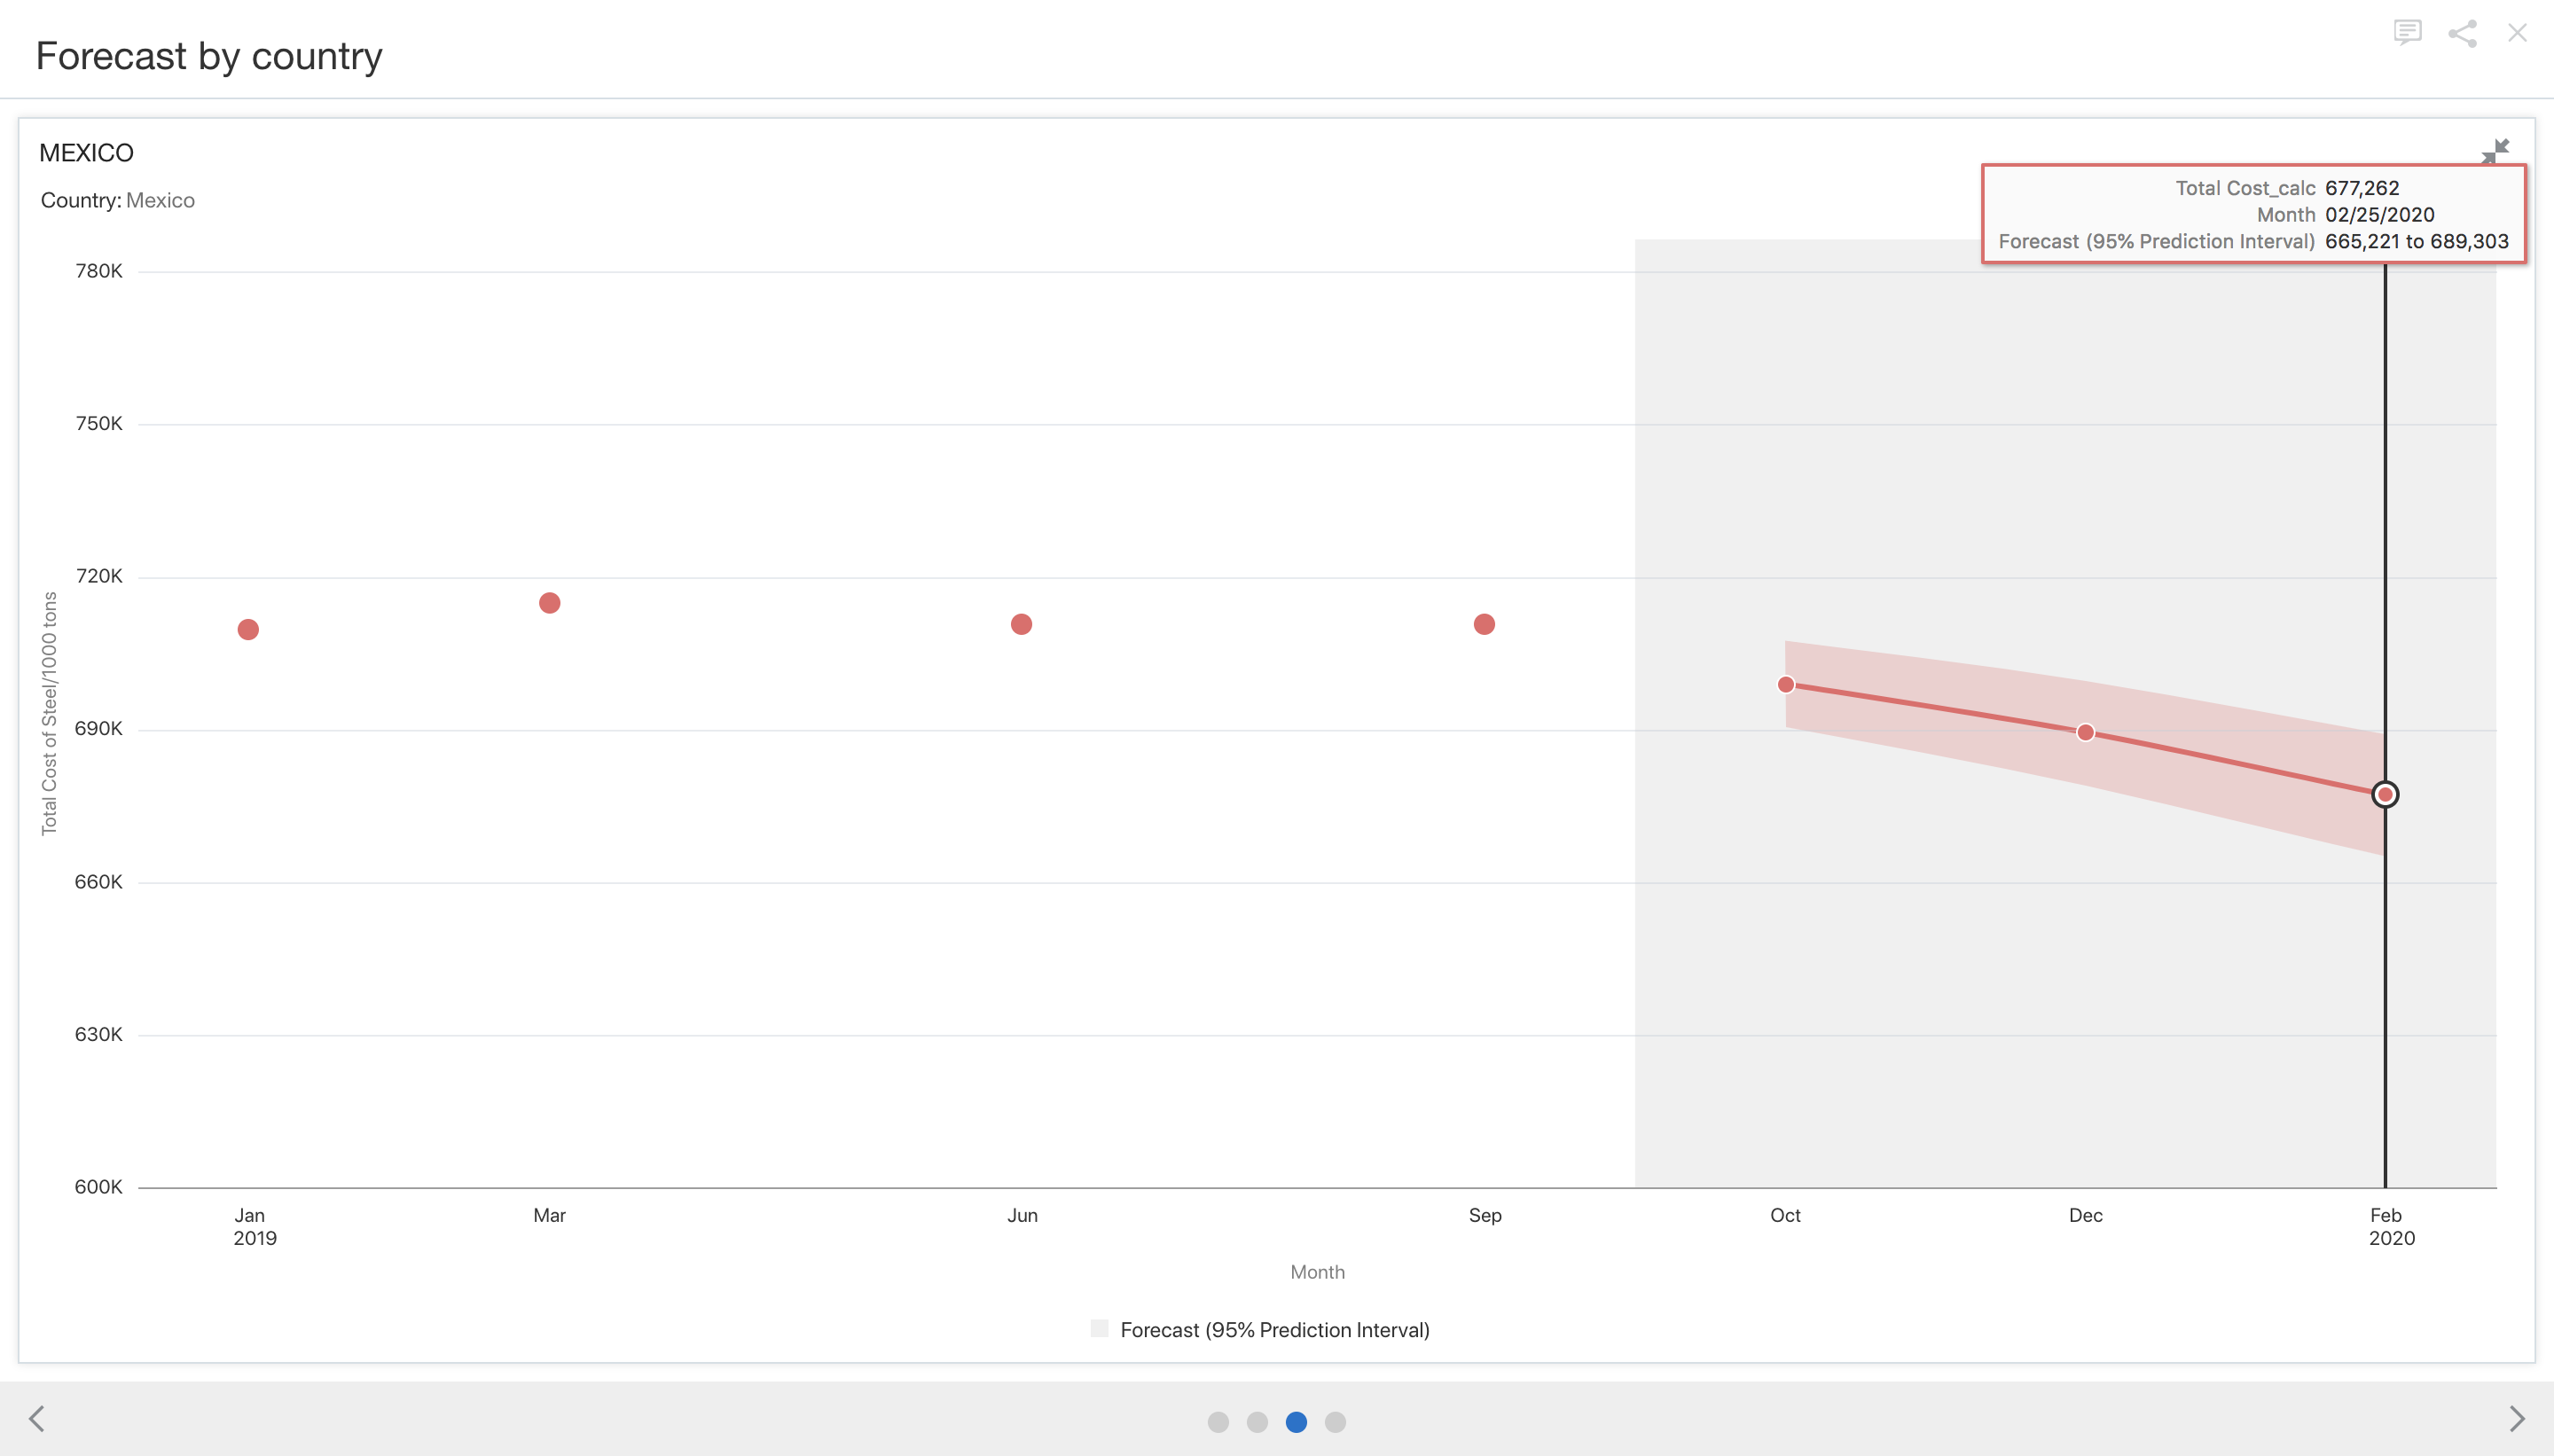 Forecast by country
MEXICO
Country: Mexico
Total Cost_calc 677,262
Month 02/25/2020
Forecast (95% Prediction Interval) 665,221 to 689,303
780K
750K
720K
690K
660K
630K
600K
Total Cost of Steel/1000 tons
Jan Mar Jun Sep Oct Dec Feb
2019 2020
Month
Forecast (95% Prediction Interval)